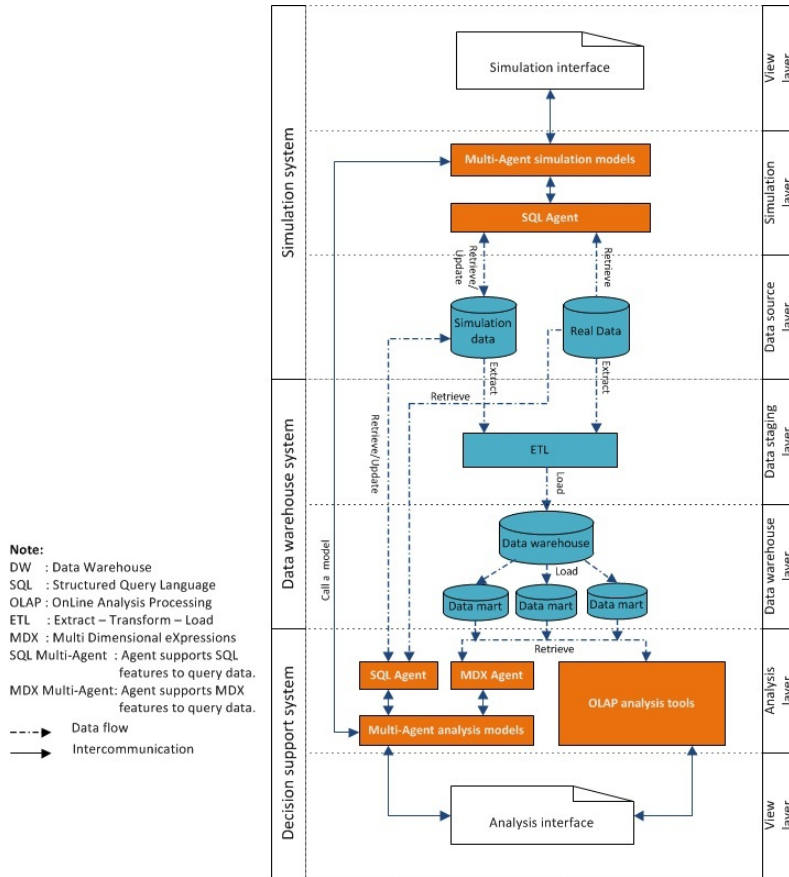 Simulation system
Simulation interface
View
layer
Multi-Agent simulation models
SQL Agent
Simulation
layer
Retrieve/
Update
Retrieve
Simulation
data
Real Data
Data source
layer
Extract
Extract
Retrieve
Retrieve/Update
Data warehouse system
ETL
Data staging
layer
Load
Data warehouse
Load
Data mart
Data mart
Data mart
Data warehouse
layer
Call a model
Note:
DW : Data Warehouse
SQL : Structured Query Language
OLAP : OnLine Analysis Processing
ETL : Extract – Transform – Load
MDX : Multi Dimensional eXpressions
SQL Multi-Agent : Agent supports SQL
features to query data.
MDX Multi-Agent: Agent supports MDX
features to query data.
Data flow
Intercommunication
Decision support system
Retrieve
SQL Agent
MDX Agent
OLAP analysis tools
Multi-Agent analysis models
Analysis
layer
Analysis interface
View
layer